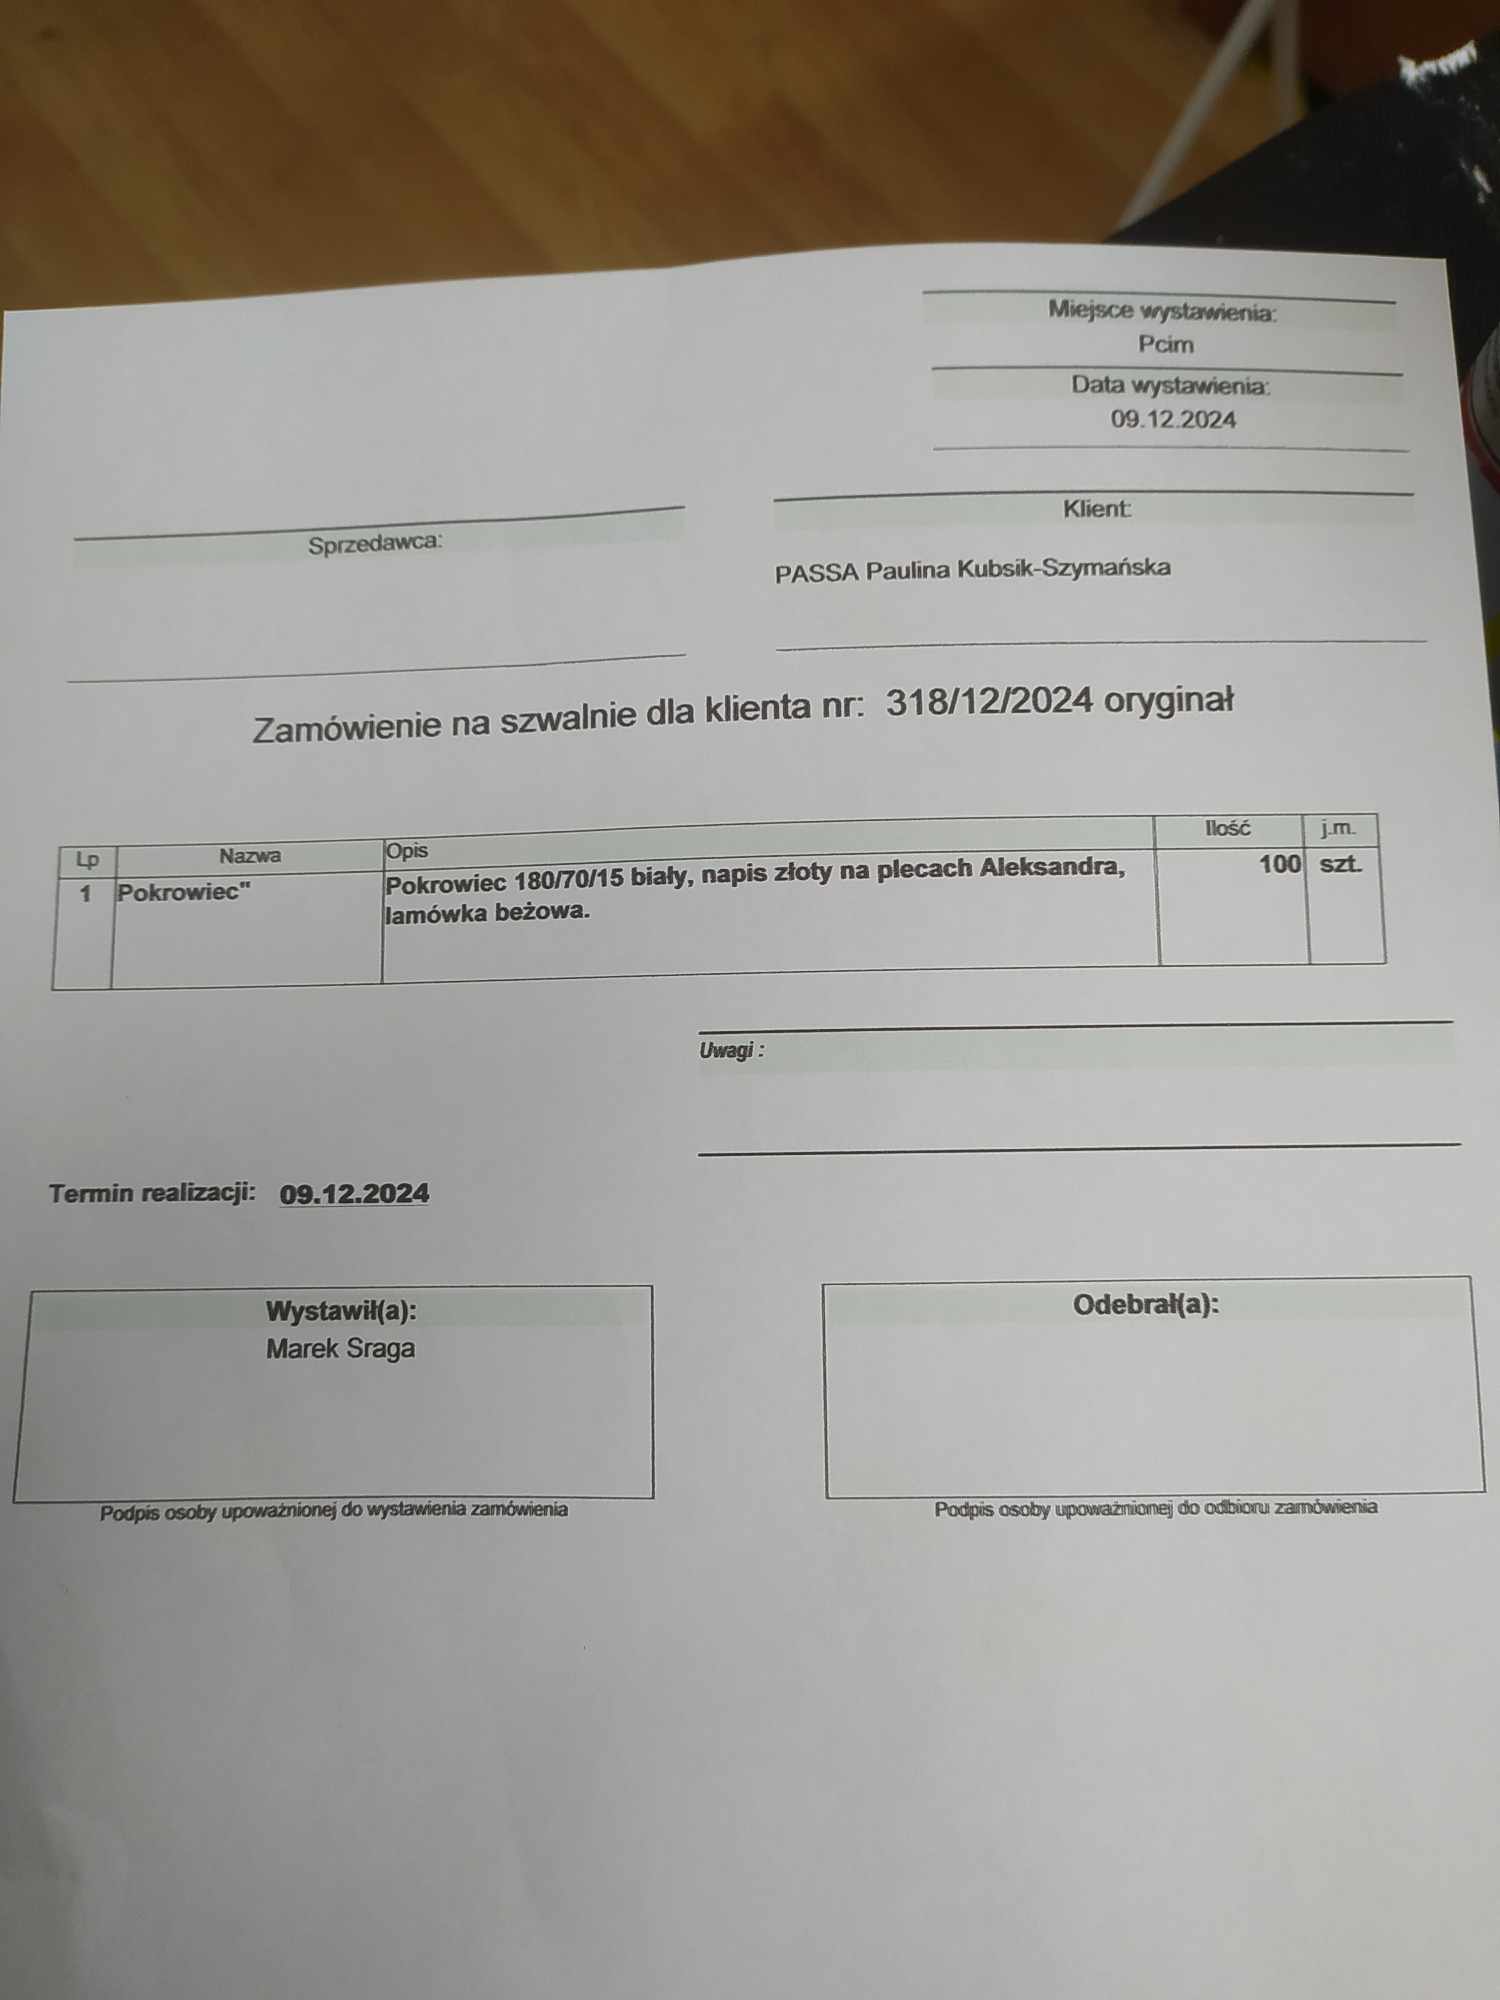 Miejsce wystawienia:
Pcim
Data wystawienia:
09.12.2024
Sprzedawca:
Klient:
PASSA Paulina Kubsik-Szymańska
Zamówienie na szwalnie dla klienta nr: 318/12/2024 oryginał
Lp Nazwa Opis Ilość j.m.
1 Pokrowiec" Pokrowiec 180/70/15 biały, napis złoty na plecach Aleksandra, 100 szt.
lamówka beżowa.
Uwagi :
Termin realizacji: 09.12.2024
Wystawił(a):
Marek Sraga
Odebrał(a):
Podpis osoby upoważnionej do wystawienia zamówienia
Podpis osoby upoważnionej do odbioru zamówienia